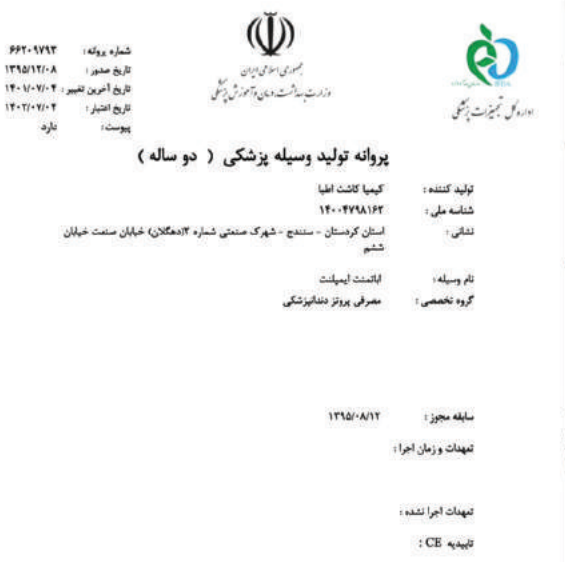 جمهوری اسلامی ایران
وزارت بهداشت، درمان و آموزش پزشکی
اداره کل تجهیزات پزشکی
شماره پروانه : ۶۶۲۰۹۷۹۳
تاریخ صدور : ۱۳۹۵/۱۲/۰۸
تاریخ آخرین تغییر : ۱۴۰۱/۰۷/۰۴
تاریخ اعتبار : ۱۴۰۲/۰۷/۰۴
پیوست : دارد
پروانه تولید وسیله پزشکی ( دو ساله )
تولید کننده : کیمیا کاشت اطبا
شناسه ملی : ۱۴۰۰۴۷۹۸۱۶۲
نشانی : استان کردستان - سنندج - شهرک صنعتی شماره ۲(دهگلان) خیابان صنعت خیابان
ششم
نام وسیله : اباتمنت ایمپلنت
گروه تخصصی : مصرفی پروتز دندانپزشکی
سابقه مجوز : ۱۳۹۵/۰۸/۱۲
تعهدات و زمان اجرا :
تعهدات اجرا نشده :
تاییدیه CE :